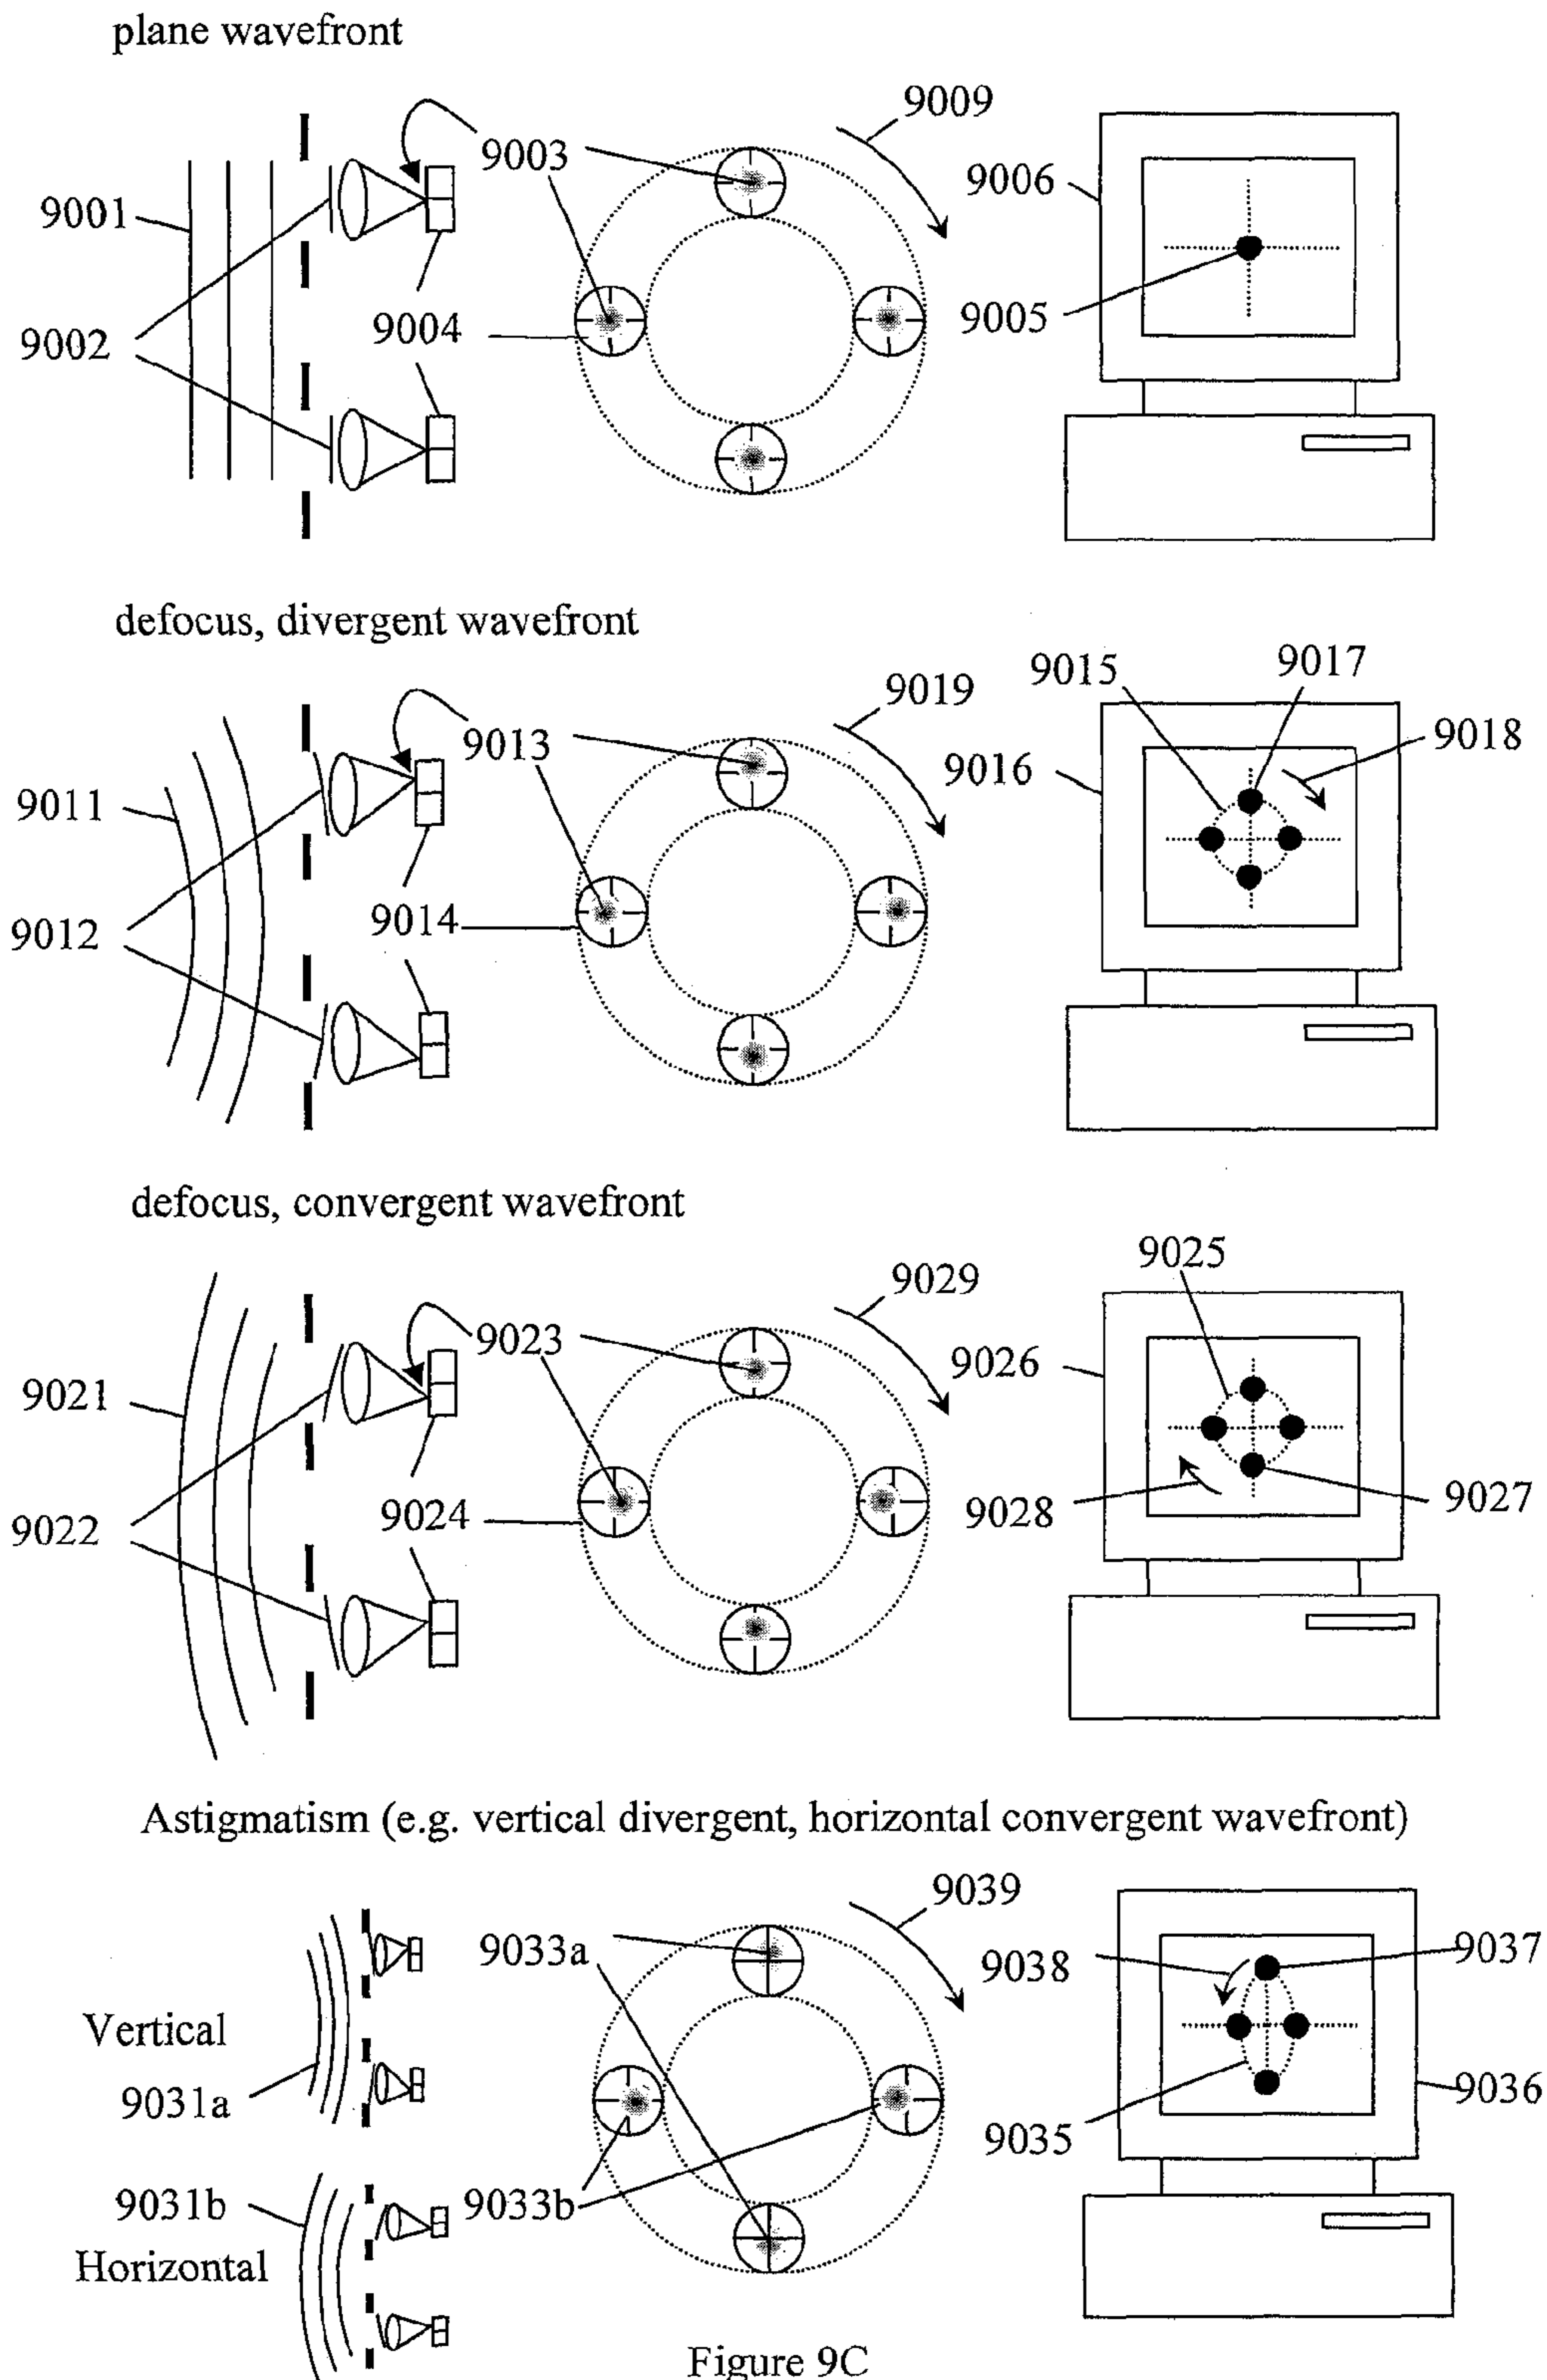 plane wavefront
9009
9003
9006
9001
9005
9004
9002
defocus, divergent wavefront
9015
9017
9019
9018
9013
9016
9011
9014
9012
defocus, convergent wavefront
9025
9029
9023
9026
9021
9027
9024
9028
9022
Astigmatism (e.g. vertical divergent, horizontal convergent wavefront)
9039
9033a
9037
9038
Vertical
9036
9031a
9035
9031b
9033b
Horizontal
Figure 9C